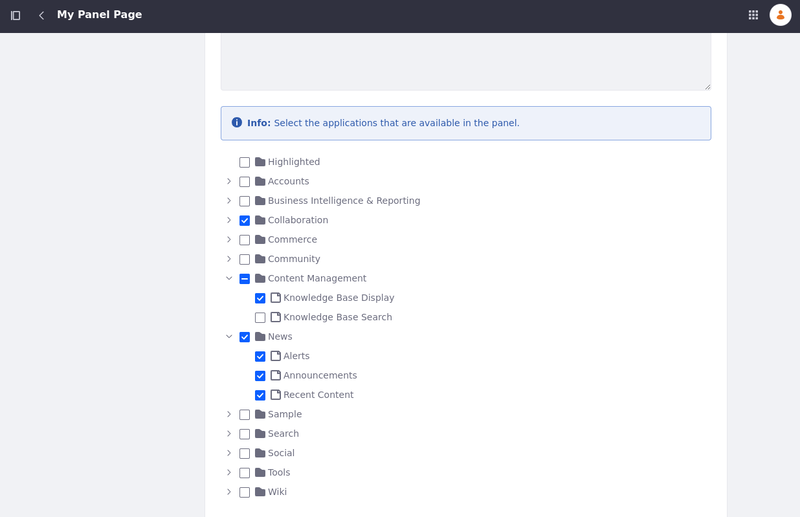 My Panel Page
Info: Select the applications that are available in the panel.
Highlighted
Accounts
Business Intelligence & Reporting
Collaboration
Commerce
Community
Content Management
Knowledge Base Display
Knowledge Base Search
News
Alerts
Announcements
Recent Content
Sample
Search
Social
Tools
Wiki